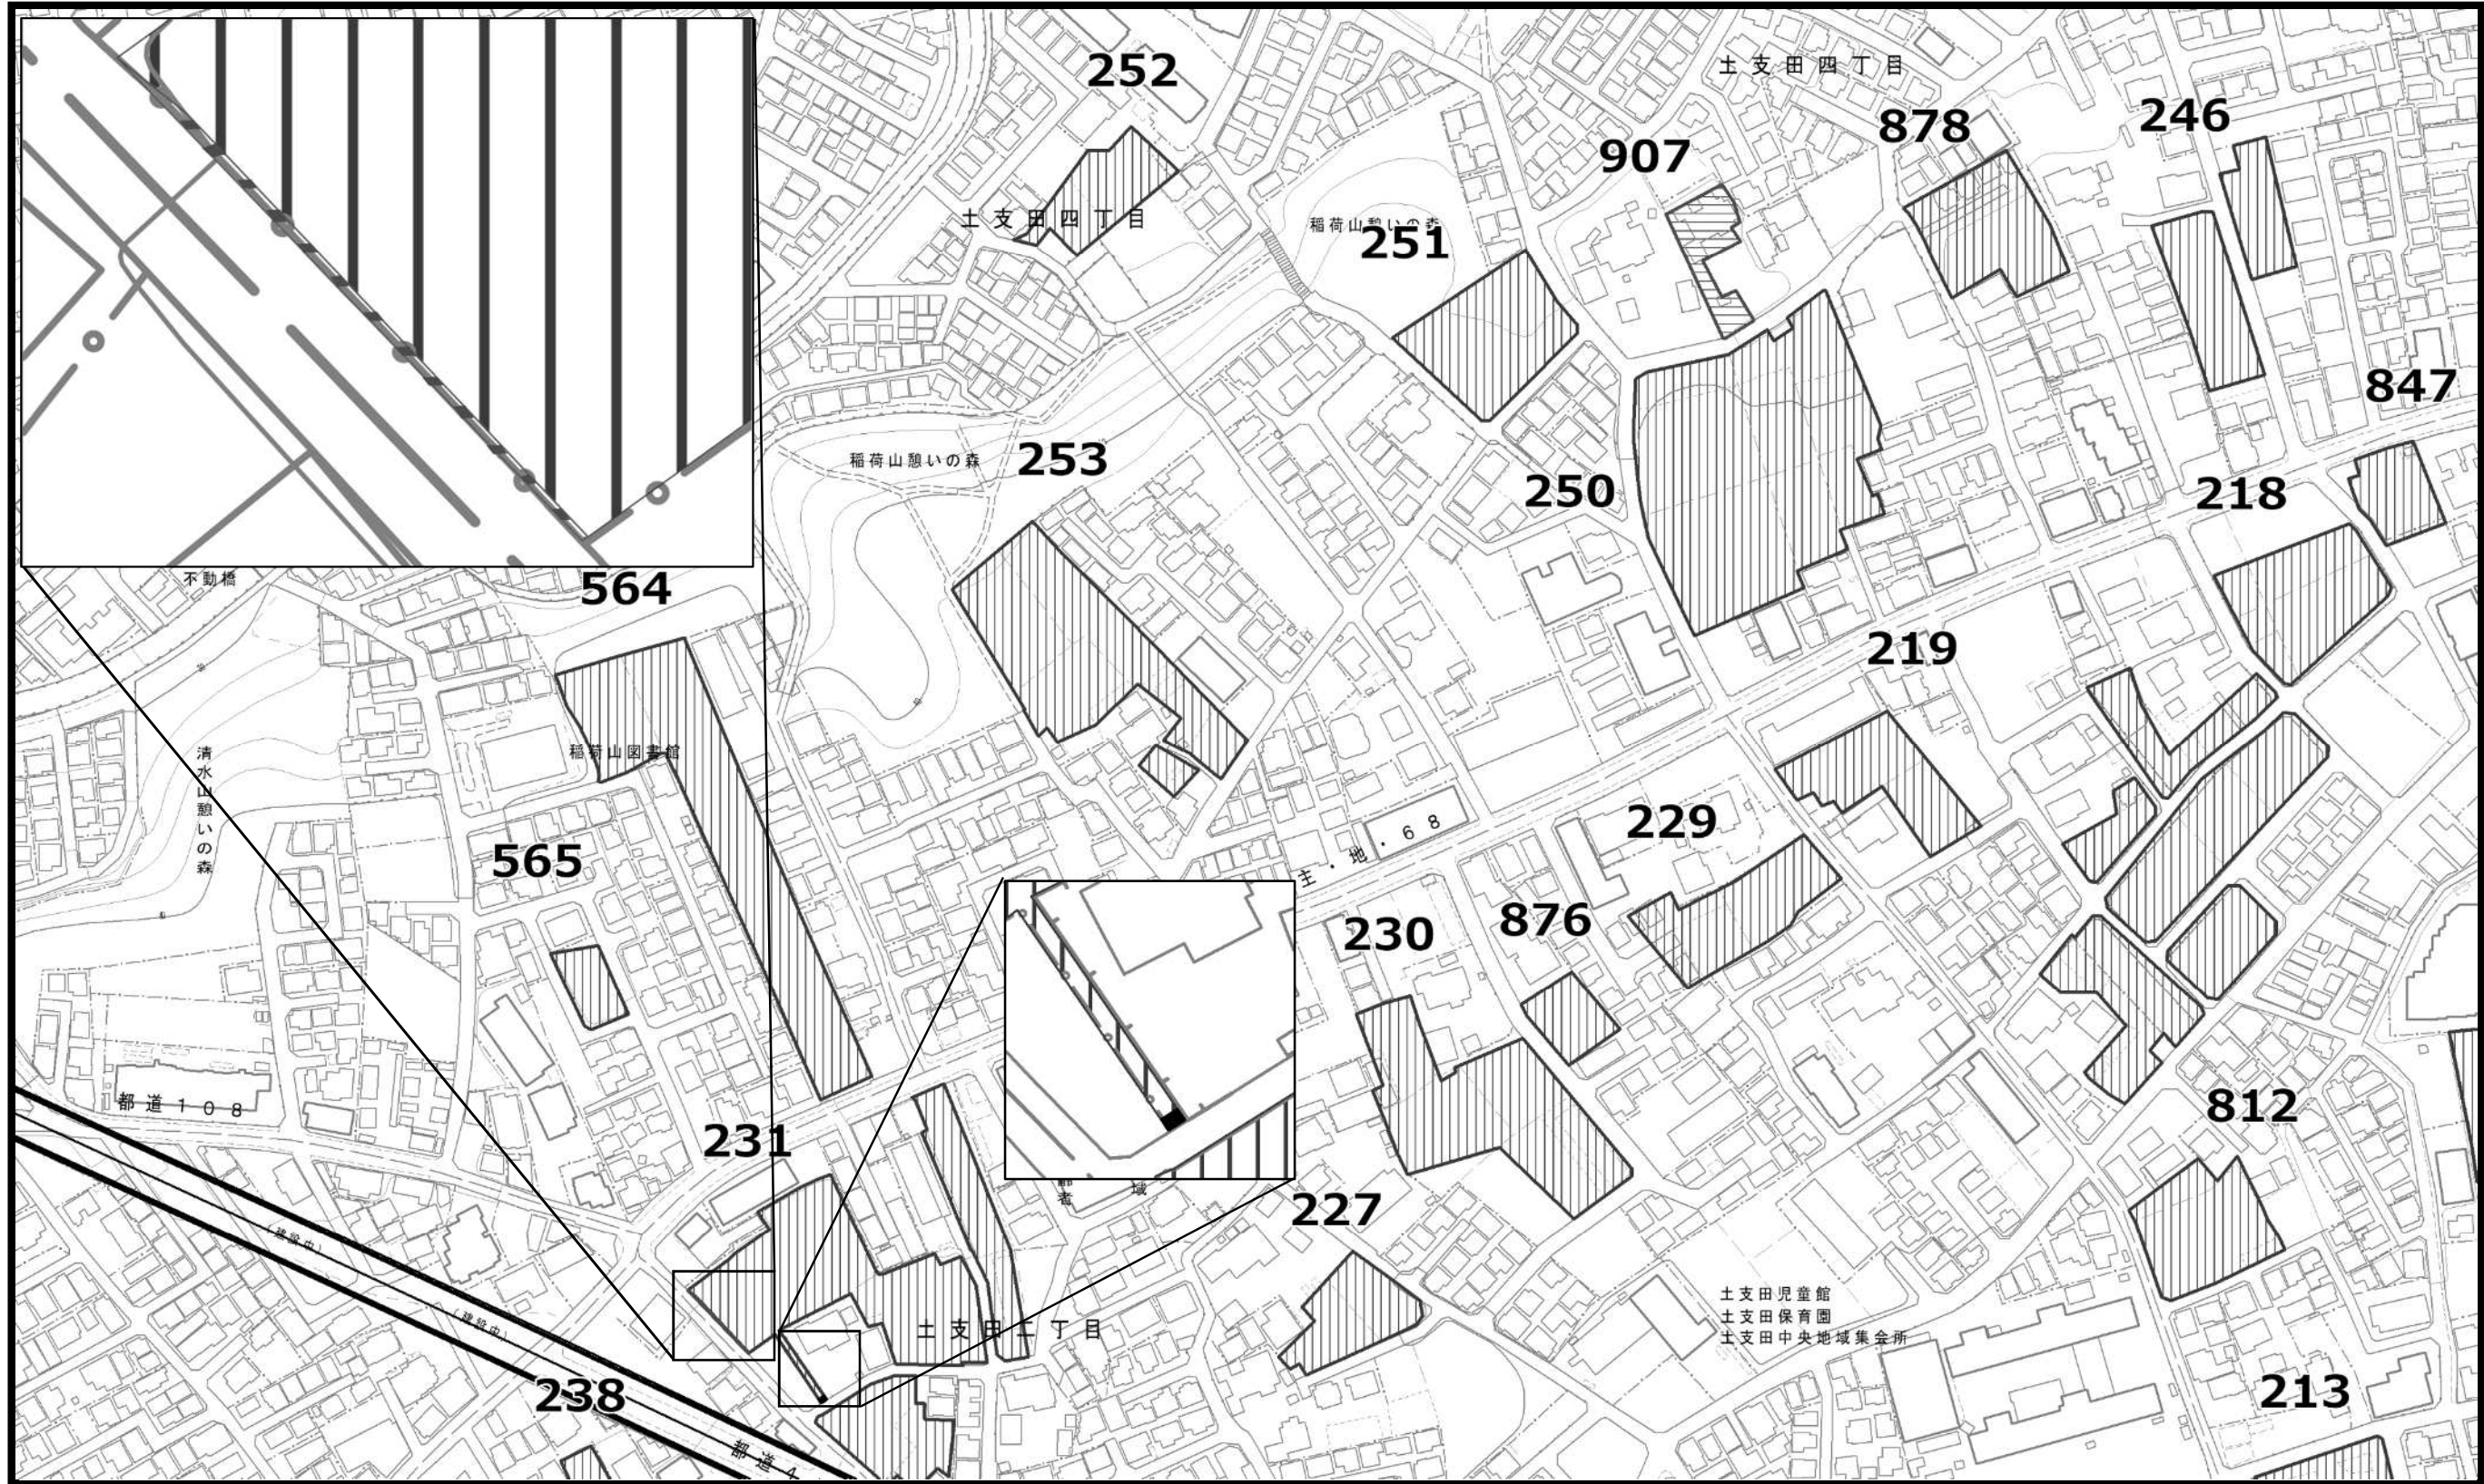 252
土支田四丁目
246
878
907
土支田四丁目
稲荷山憩いの森
251
847
稲荷山憩いの森
253
250
218
不動橋
564
219
稲荷山図書館
清水山憩いの森
229
主・地・68
565
230
876
都道108
812
231
域
227
(建設中)
(建設中)
土支田児童館
土支田保育園
土支田中央地域集会所
土支田二丁目
238
213
都道4